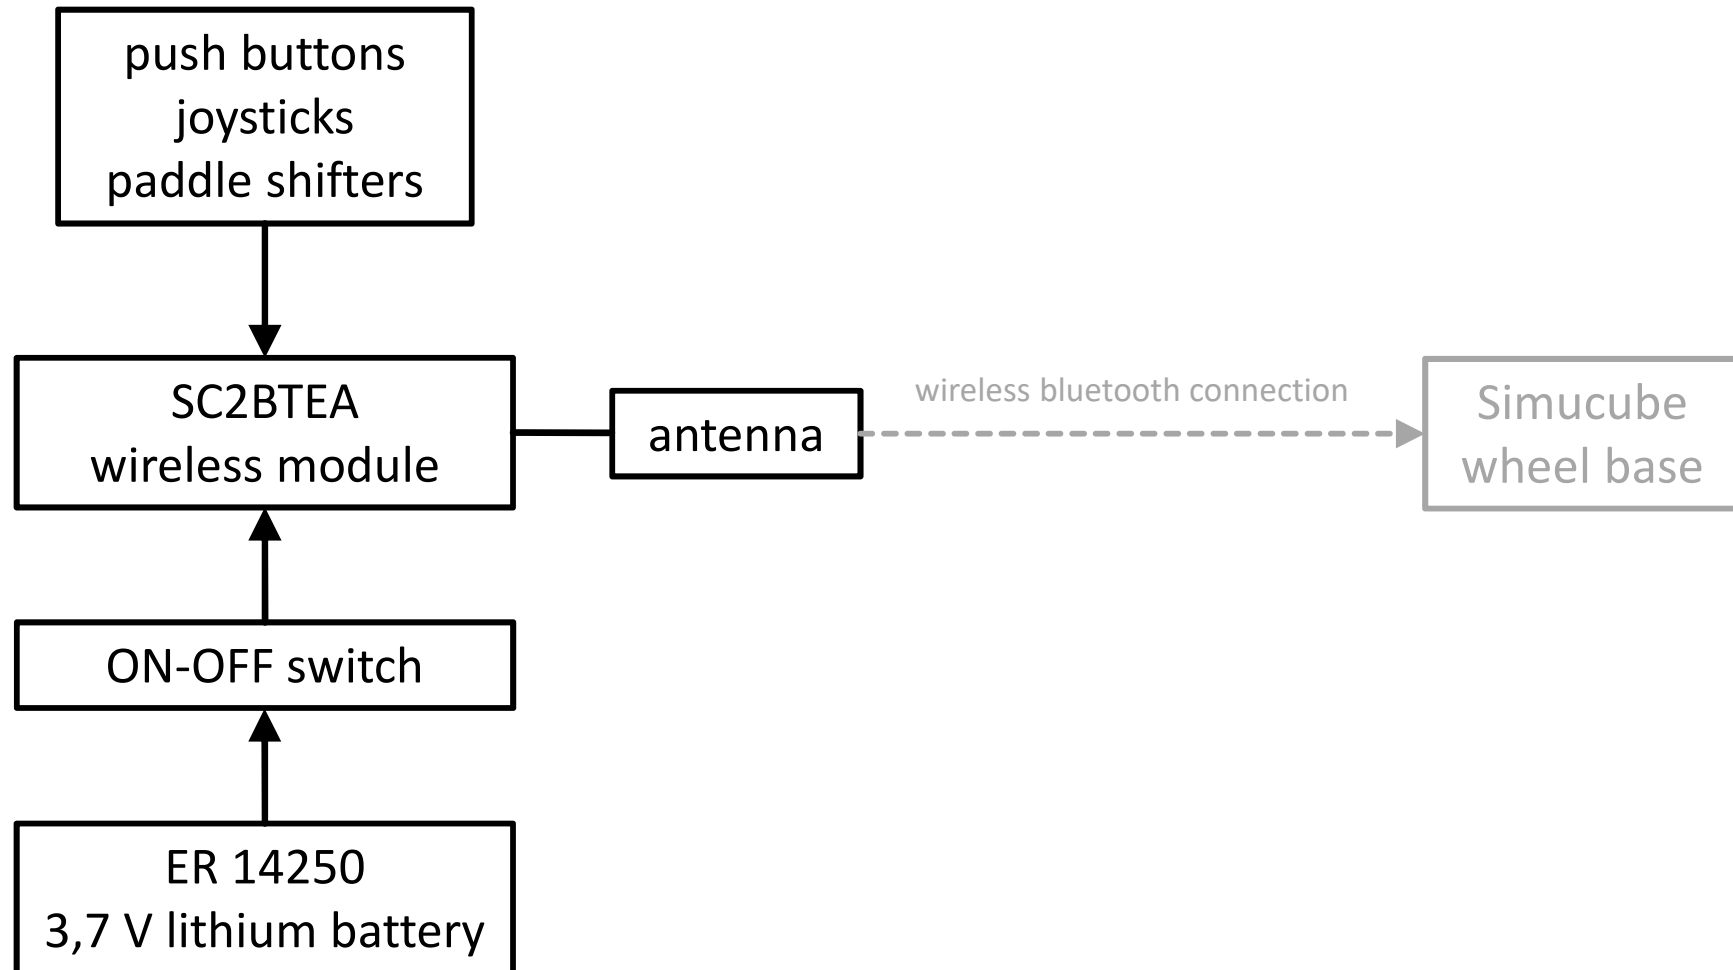 push buttons
joysticks
paddle shifters
SC2BTEA
wireless module
antenna
wireless bluetooth connection
Simucube
wheel base
ON-OFF switch
ER 14250
3,7 V lithium battery